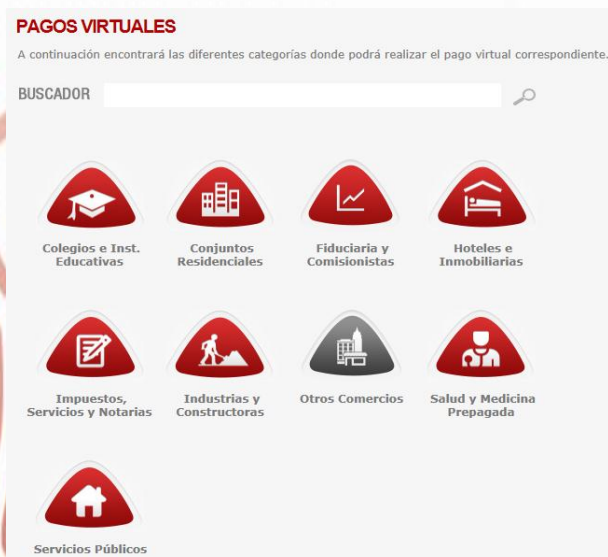 PAGOS VIRTUALES
A continuación encontrará las diferentes categorías donde podrá realizar el pago virtual correspondiente.
BUSCADOR
Colegios e Inst.
Educativas
Conjuntos
Residenciales
Fiduciaria y
Comisionistas
Hoteles e
Inmobiliarias
Impuestos,
Servicios y Notarias
Industrias y
Constructoras
Otros Comercios
Salud y Medicina
Prepagada
Servicios Públicos